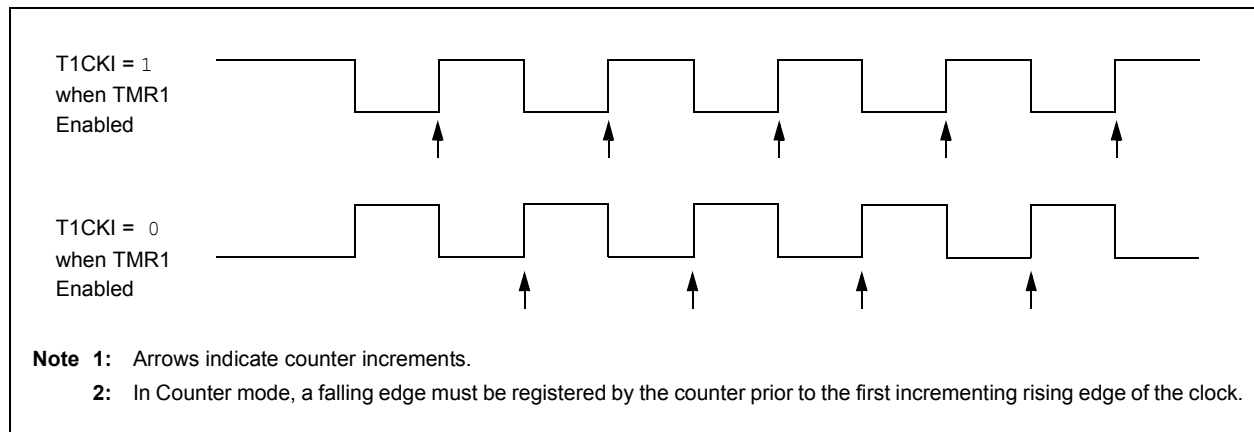 T1CKI = 1
when TMR1
Enabled
T1CKI = 0
when TMR1
Enabled
Note 1: Arrows indicate counter increments.
2: In Counter mode, a falling edge must be registered by the counter prior to the first incrementing rising edge of the clock.